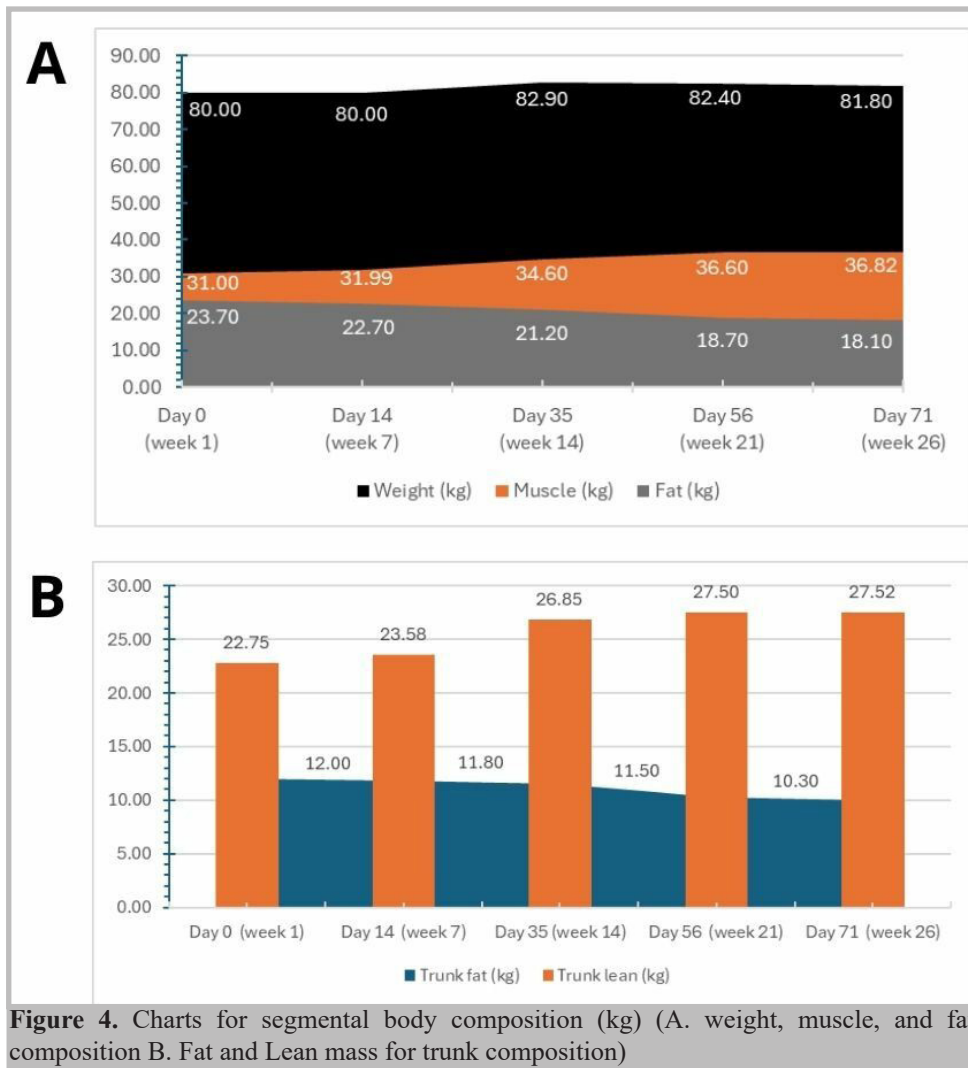 A
90.00
80.00
70.00
60.00
50.00
40.00
30.00
20.00
10.00
0.00
80.00 80.00 82.90 82.40 81.80
31.00 31.99 34.60 36.60 36.82
23.70 22.70 21.20 18.70 18.10
Day 0 Day 14 Day 35 Day 56 Day 71
(week 1) (week 7) (week 14) (week 21) (week 26)
Weight (kg) Muscle (kg) Fat (kg)
B
30.00
25.00
20.00
15.00
10.00
5.00
0.00
22.75 23.58 26.85 27.50 27.52
12.00 11.80 11.50 10.30
Day 0 (week 1) Day 14 (week 7) Day 35 (week 14) Day 56 (week 21) Day 71 (week 26)
Trunk fat (kg) Trunk lean (kg)
Figure 4. Charts for segmental body composition (kg) (A. weight, muscle, and fa
composition B. Fat and Lean mass for trunk composition)